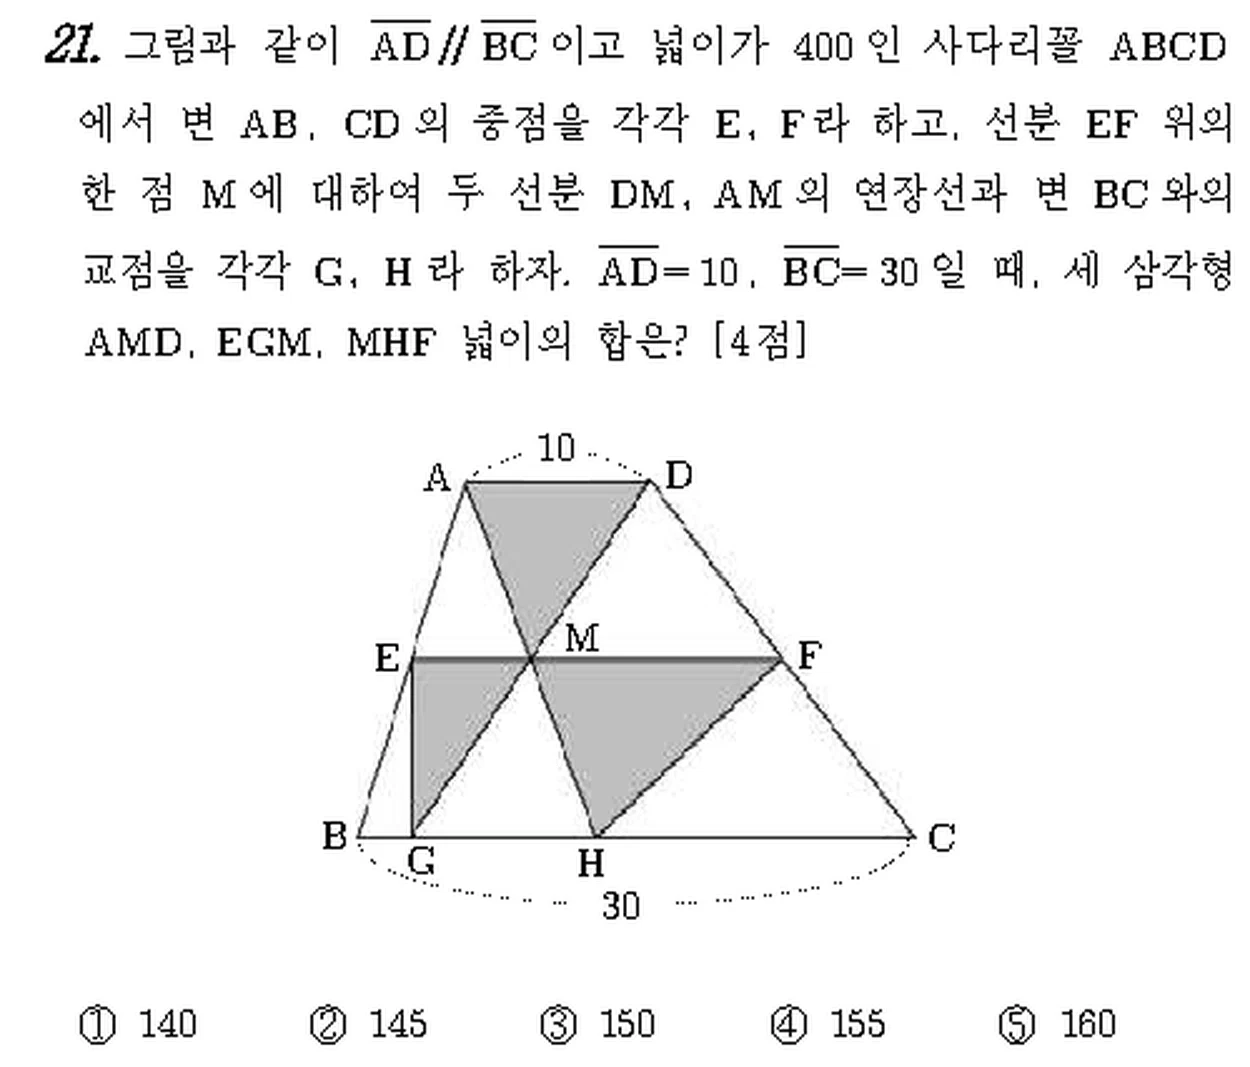 21. 그림과 같이 AD // BC 이고 넓이가 400 인 사다리꼴 ABCD
에서 변 AB, CD 의 중점을 각각 E, F라 하고, 선분 EF 위의
한 점 M에 대하여 두 선분 DM, AM의 연장선과 변 BC와의
교점을 각각 G, H라 하자. AD=10, BC=30일 때, 세 삼각형
AMD, EGM, MHF 넓이의 합은? [4점]
10
A D
E M F
B G H C
30
① 140 ② 145 ③ 150 ④ 155 ⑤ 160